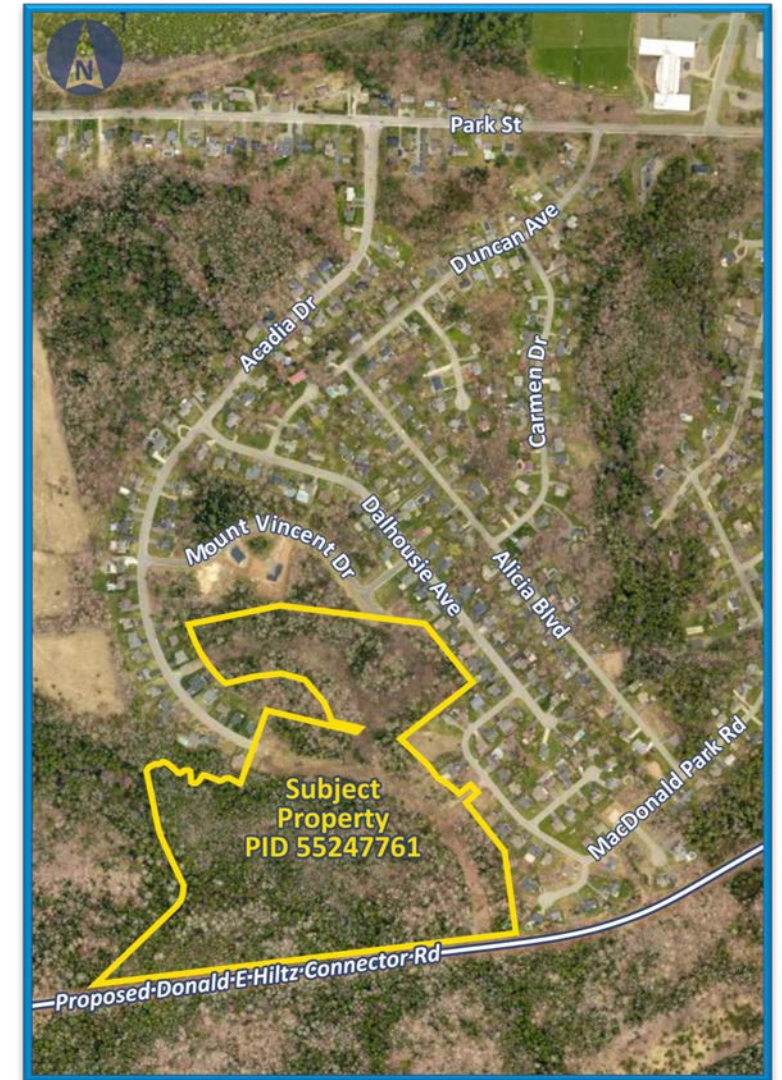 N
Park St
Duncan Ave
Acadia Dr
Carmen Dr
Mount Vincent Dr
Dalhousie Ave
Alicia Blvd
MacDonald Park Rd
Subject
Property
PID 55247761
Proposed Donald E Hiltz Connector Rd